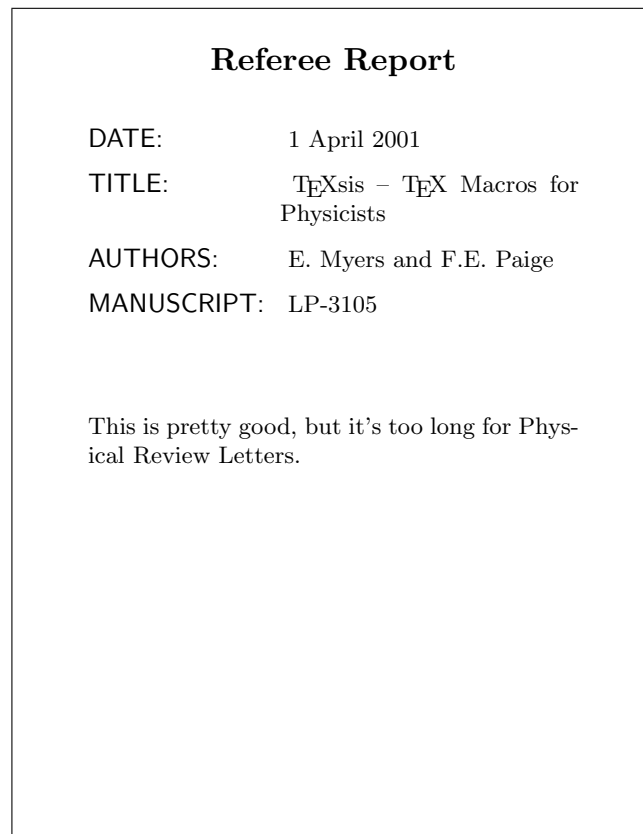 Referee Report
DATE: 1 April 2001
TITLE: TEXsis – TEX Macros for
Physicists
AUTHORS: E. Myers and F.E. Paige
MANUSCRIPT: LP-3105
This is pretty good, but it's too long for Phys-
ical Review Letters.